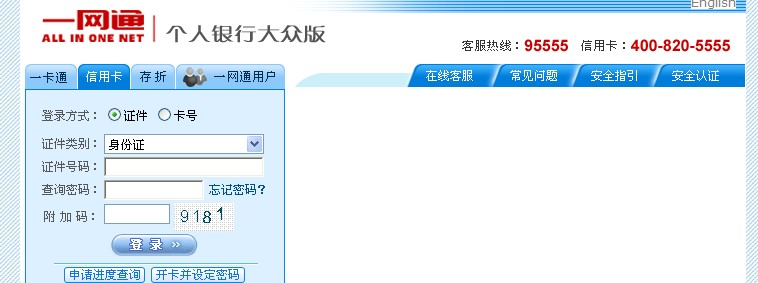 English
一网通
ALL IN ONE NET
个人银行大众版
客服热线：95555 信用卡：400-820-5555
一卡通 信用卡 存折 一网通用户
在线客服 常见问题 安全指引 安全认证
登录方式： 证件 卡号
证件类别： 身份证
证件号码：
查询密码： 忘记密码?
附加码： 9181
登录 »
申请进度查询 开卡并设定密码